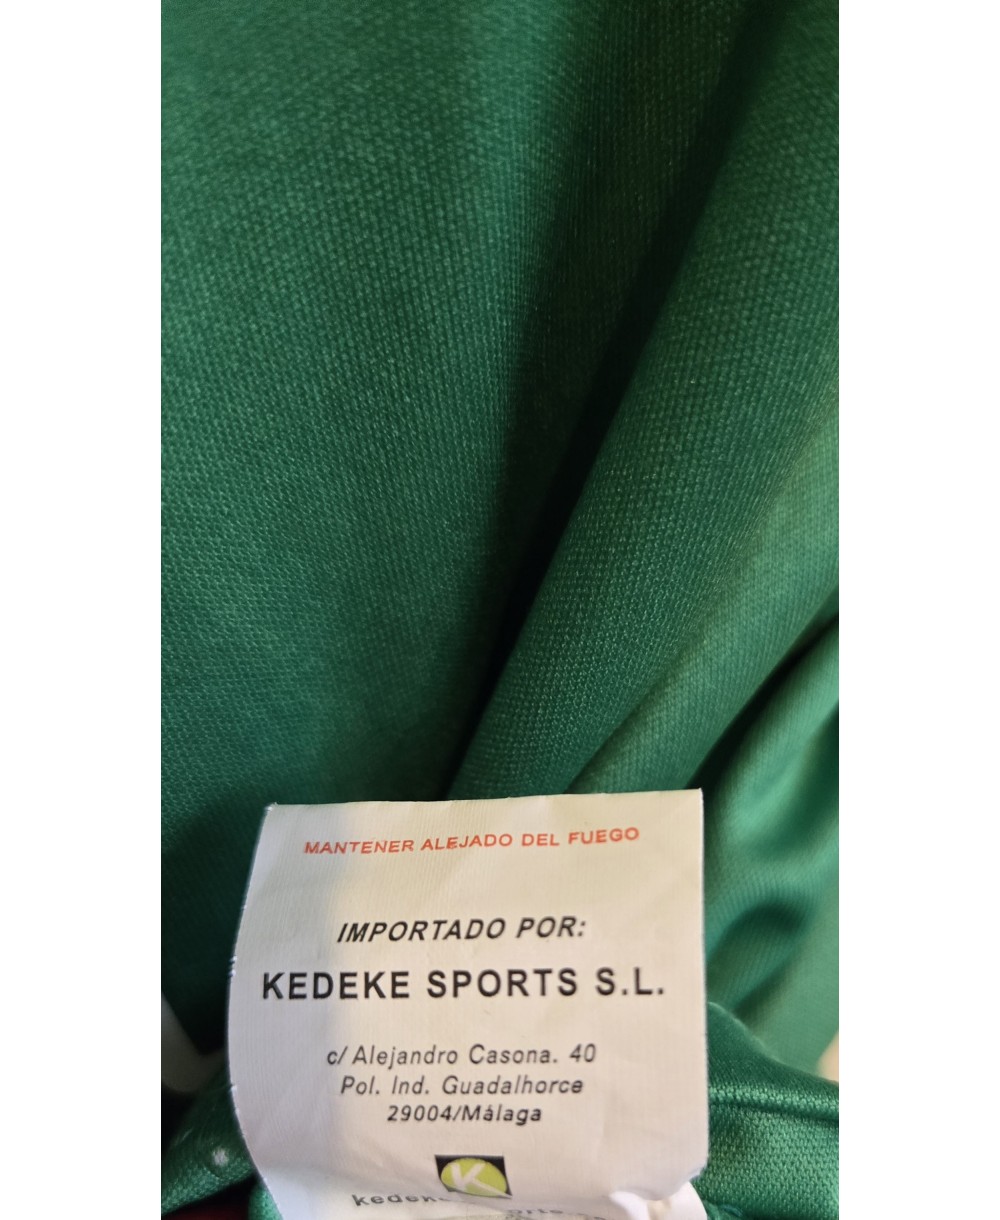 MANTENER ALEJADO DEL FUEGO
IMPORTADO POR:
KEDEKE SPORTS S.L.
c/ Alejandro Casona. 40
Pol. Ind. Guadalhorce
29004/Málaga
K